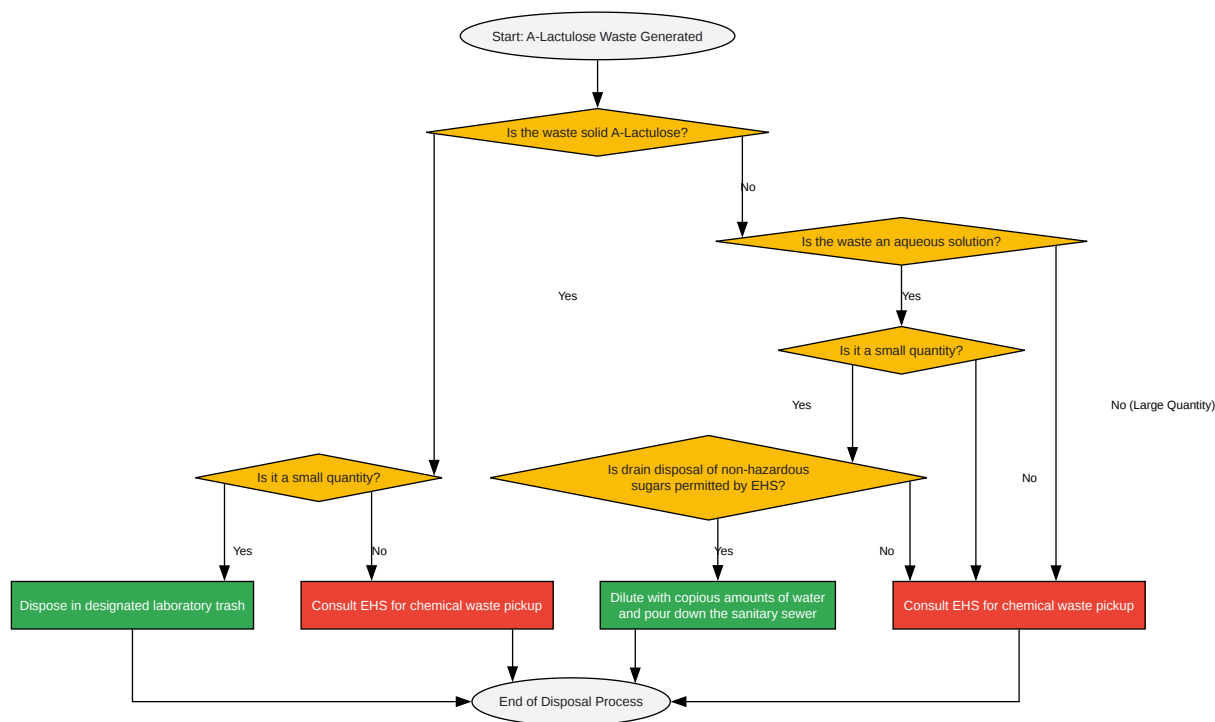 Start: A-Lactulose Waste Generated
Is the waste solid A-Lactulose?
No
Is the waste an aqueous solution?
Yes
Yes
Is it a small quantity?
Yes
No (Large Quantity)
Is it a small quantity?
Is drain disposal of non-hazardous
sugars permitted by EHS?
No
Yes
No
Yes
No
Dispose in designated laboratory trash
Consult EHS for chemical waste pickup
Dilute with copious amounts of water
and pour down the sanitary sewer
Consult EHS for chemical waste pickup
End of Disposal Process